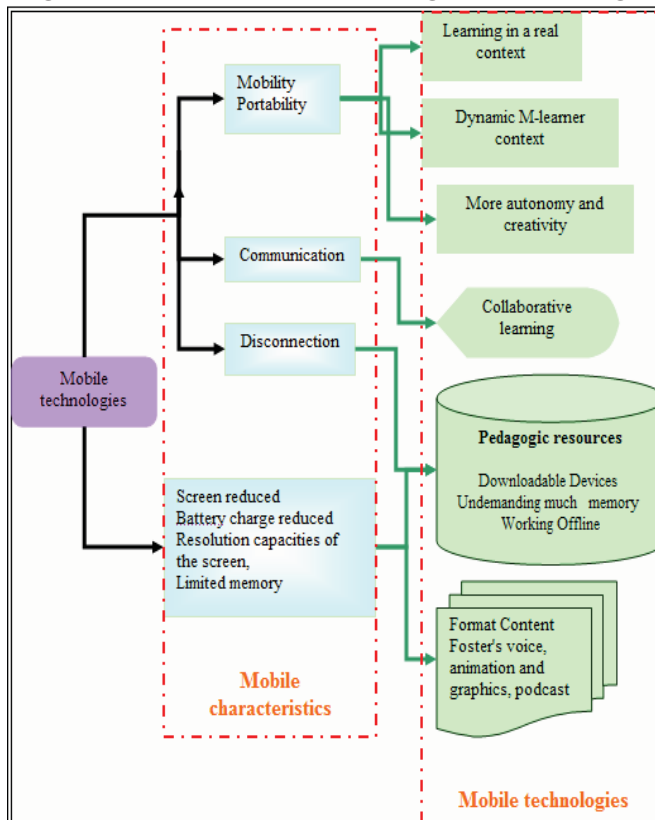 Learning in a real
context
Mobility
Portability
Dynamic M-learner
context
More autonomy and
creativity
Communication
Collaborative
learning
Disconnection
Mobile
technologies
Pedagogic resources
Downloadable Devices
Undemanding much memory
Working Offline
Screen reduced
Battery charge reduced
Resolution capacities of
the screen,
Limited memory
Format Content
Foster's voice,
animation and
graphics, podcast
Mobile
characteristics
Mobile technologies